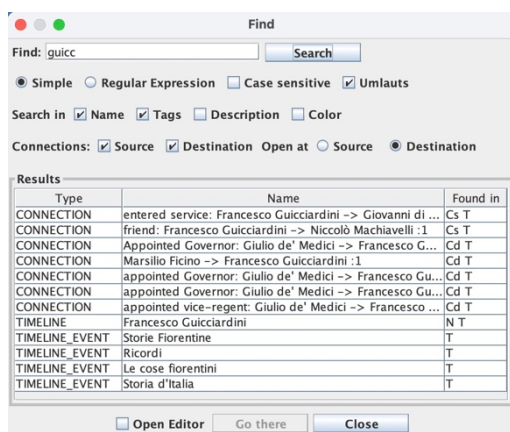 Find
Find: guicc Search
Simple Regular Expression Case sensitive Umlauts
Search in Name Tags Description Color
Connections: Source Destination Open at Source Destination
Results
Type Name Found in
CONNECTION entered service: Francesco Guicciardini -> Giovanni di ... Cs T
CONNECTION friend: Francesco Guicciardini -> Niccolò Machiavelli :1 Cs T
CONNECTION Appointed Governor: Giulio de' Medici -> Francesco G... Cd T
CONNECTION Marsilio Ficino -> Francesco Guicciardini :1 Cd T
CONNECTION appointed Governor: Giulio de' Medici -> Francesco Gu... Cd T
CONNECTION appointed Governor: Giulio de' Medici -> Francesco Gu... Cd T
CONNECTION appointed vice-regent: Giulio de' Medici -> Francesco ... Cd T
TIMELINE Francesco Guicciardini N T
TIMELINE_EVENT Storie Fiorentine T
TIMELINE_EVENT Ricordi T
TIMELINE_EVENT Le cose fiorentini T
TIMELINE_EVENT Storia d'Italia T
Open Editor Go there Close